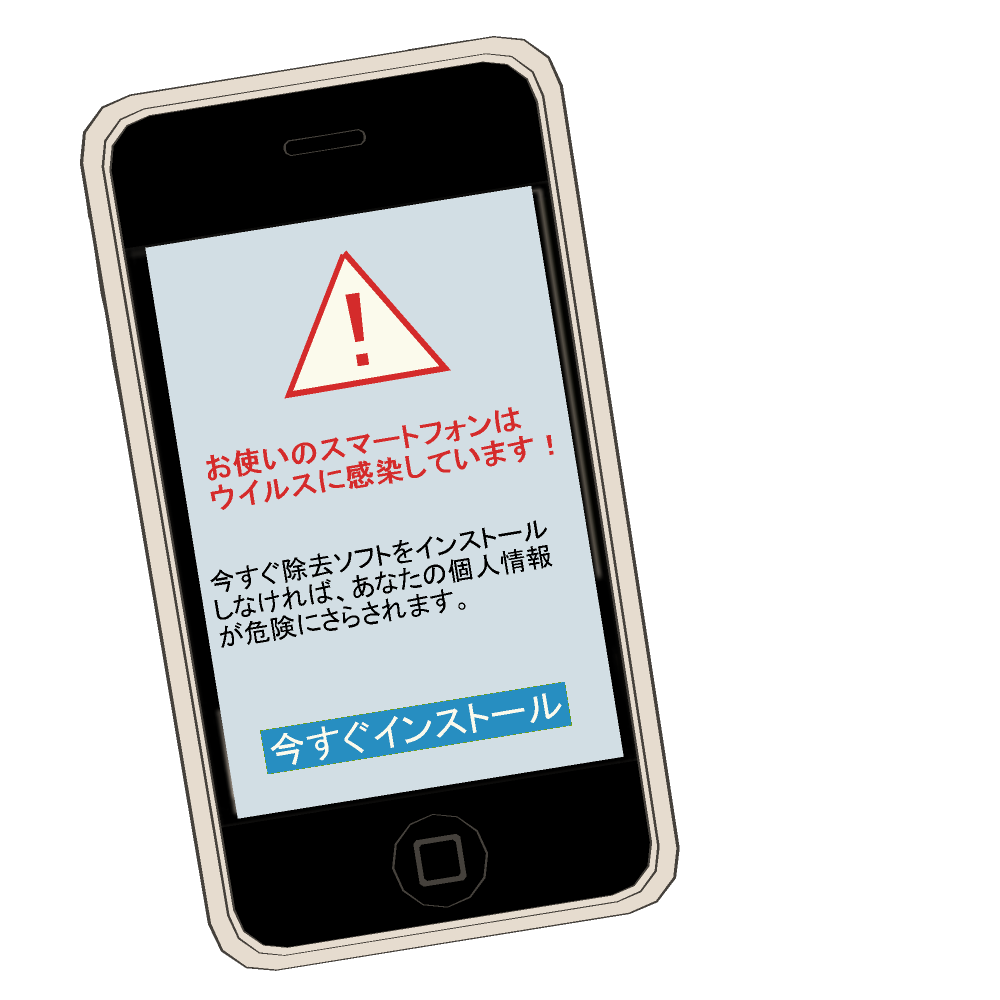 !
お使いのスマートフォンは
ウイルスに感染しています!
今すぐ除去ソフトをインストール
しなければ、あなたの個人情報
が危険にさらされます。
今すぐインストール